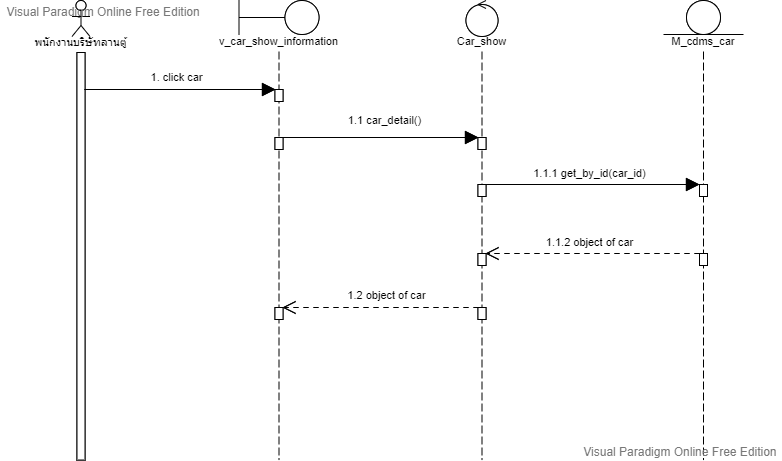 Visual Paradigm Online Free Edition
พนักงานบริษัทลานตู้
v_car_show_information
Car_show
M_cdms_car
1. click car
1.1 car_detail()
1.1.1 get_by_id(car_id)
1.1.2 object of car
1.2 object of car
Visual Paradigm Online Free Edition